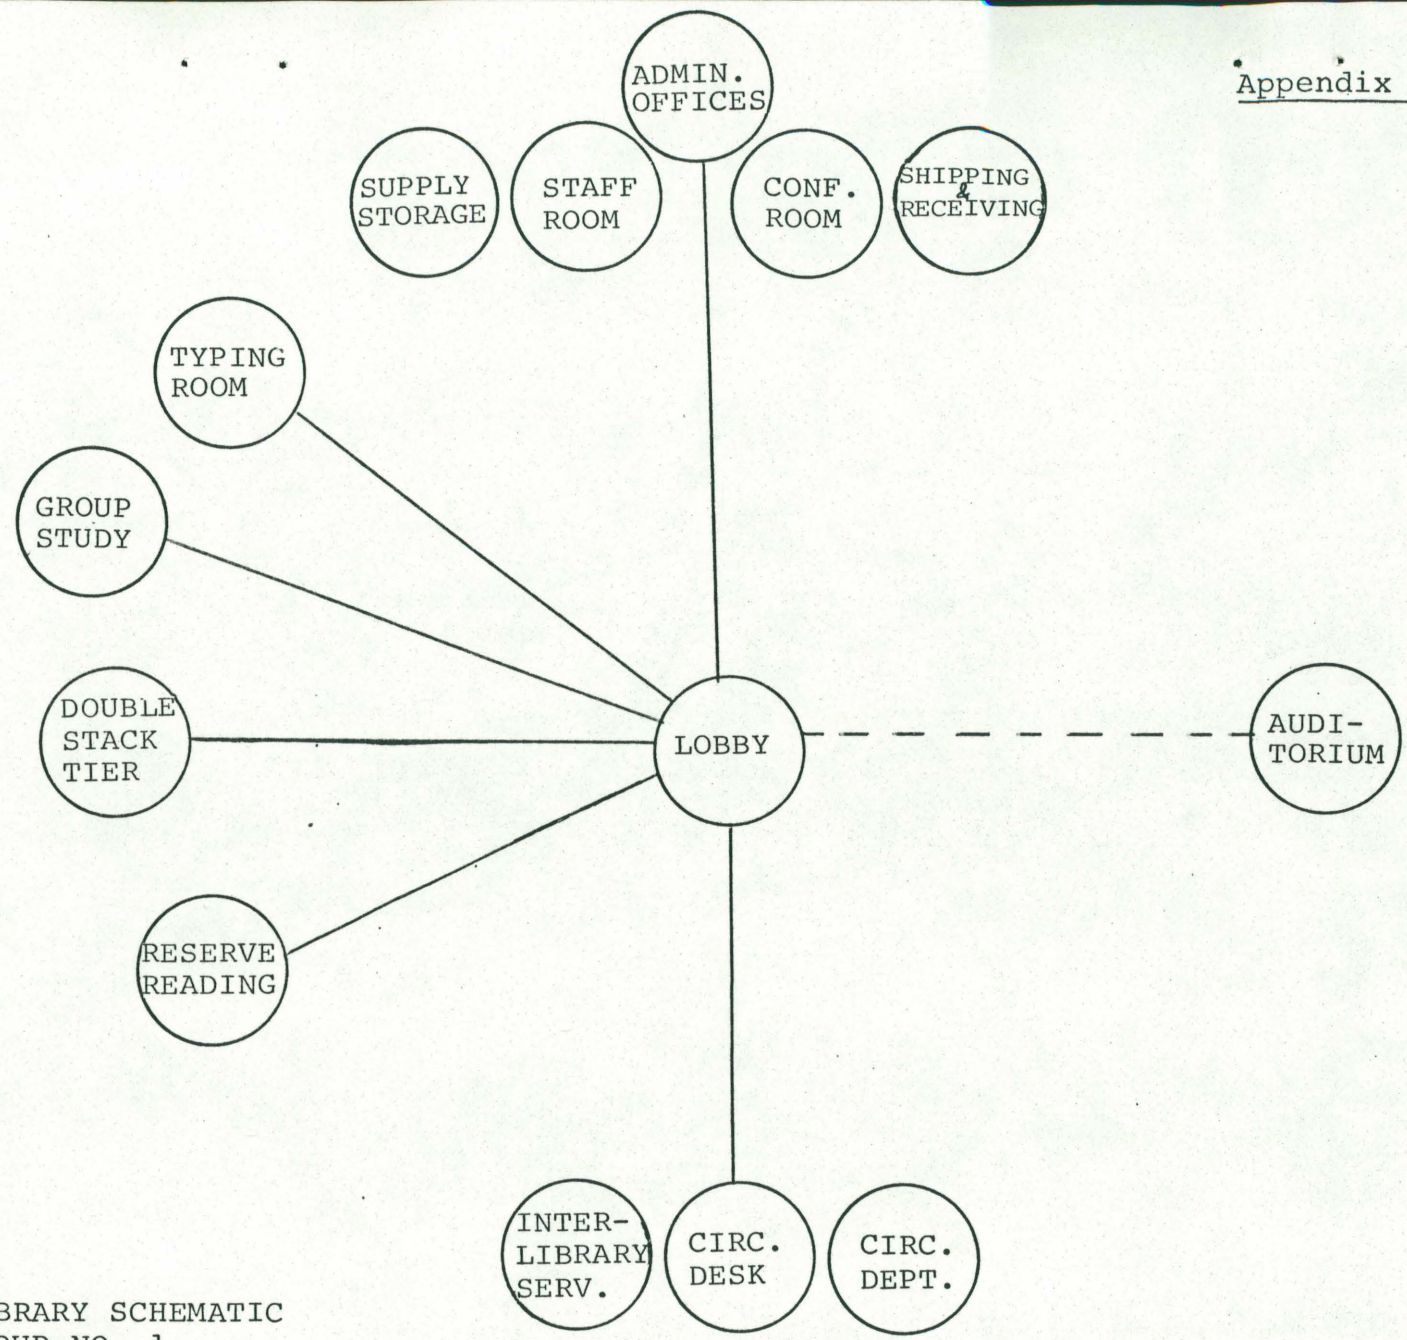 Appendix
ADMIN.
OFFICES
SUPPLY
STORAGE
STAFF
ROOM
CONF.
ROOM
SHIPPING
&
RECEIVING
TYPING
ROOM
GROUP
STUDY
DOUBLE
STACK
TIER
LOBBY
AUDI-
TORIUM
RESERVE
READING
INTER-
LIBRARY
SERV.
CIRC.
DESK
CIRC.
DEPT.
BRARY SCHEMATIC